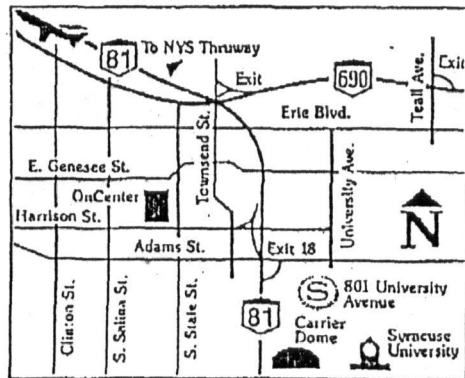 81
To NYS Thruway
Exit
690
Teall Ave.
Exit
Erie Blvd.
E. Genesee St.
Townsend St.
University Ave.
OnCenter
Harrison St.
N
Adams St.
Exit 18
Clinton St.
S. Salina St.
S. State St.
81
S
801 University
Avenue
Carrier
Dome
Syracuse
University